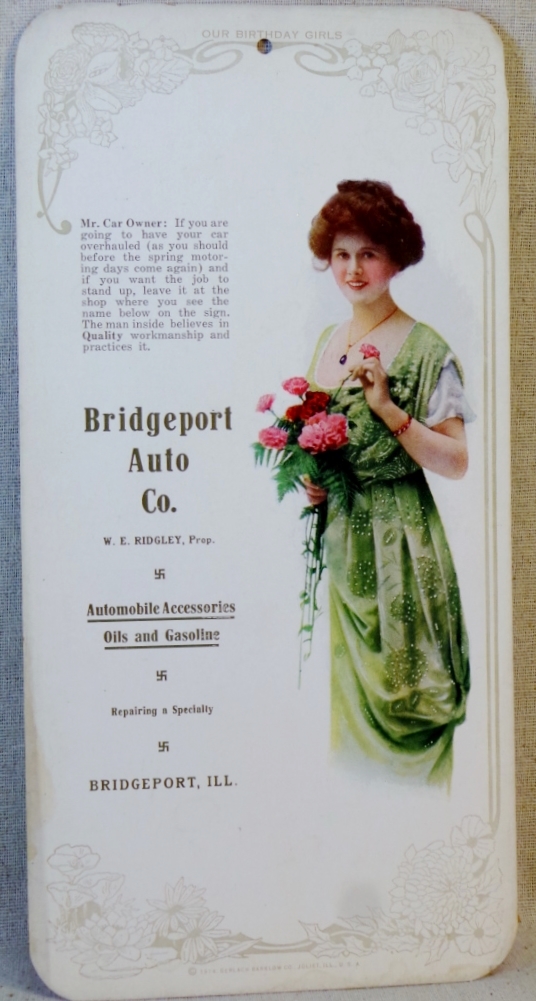 OUR BIRTHDAY GIRLS
Mr. Car Owner: If you are
going to have your car
overhauled (as you should
before the spring motor-
ing days come again) and
if you want the job to
stand up, leave it at the
shop where you see the
name below on the sign.
The man inside believes in
Quality workmanship and
practices it.
Bridgeport
Auto
Co.
W. E. RIDGLEY, Prop.
卐
Automobile Accessories
Oils and Gasoline
卐
Repairing a Specialty
卐
BRIDGEPORT, ILL.